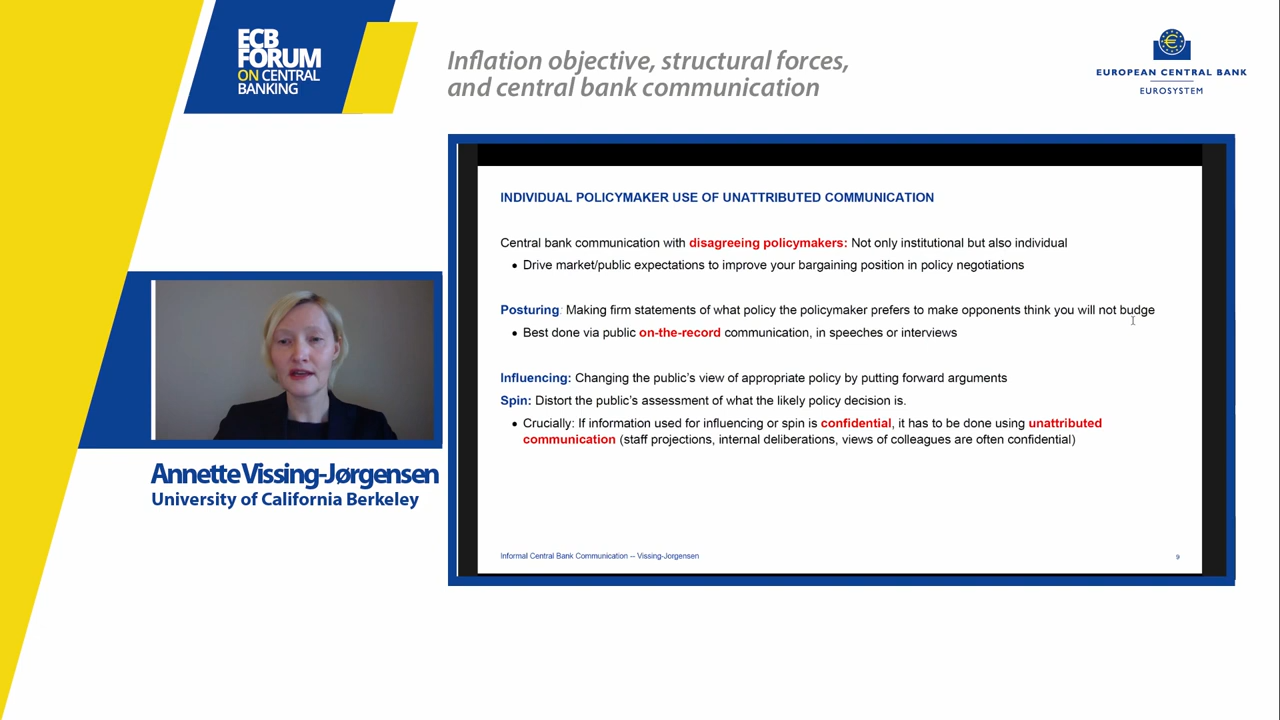 ECB
FORUM
ON CENTRAL
BANKING
Inflation objective, structural forces,
and central bank communication
EUROPEAN CENTRAL BANK
EUROSYSTEM
INDIVIDUAL POLICYMAKER USE OF UNATTRIBUTED COMMUNICATION
Central bank communication with disagreeing policymakers: Not only institutional but also individual
• Drive market/public expectations to improve your bargaining position in policy negotiations
Posturing: Making firm statements of what policy the policymaker prefers to make opponents think you will not budge
• Best done via public on-the-record communication, in speeches or interviews
Influencing: Changing the public's view of appropriate policy by putting forward arguments
Spin: Distort the public's assessment of what the likely policy decision is.
• Crucially: If information used for influencing or spin is confidential, it has to be done using unattributed
communication (staff projections, internal deliberations, views of colleagues are often confidential)
Informal Central Bank Communication -- Vissing-Jorgensen
9
Annette Vissing-Jørgensen
University of California Berkeley